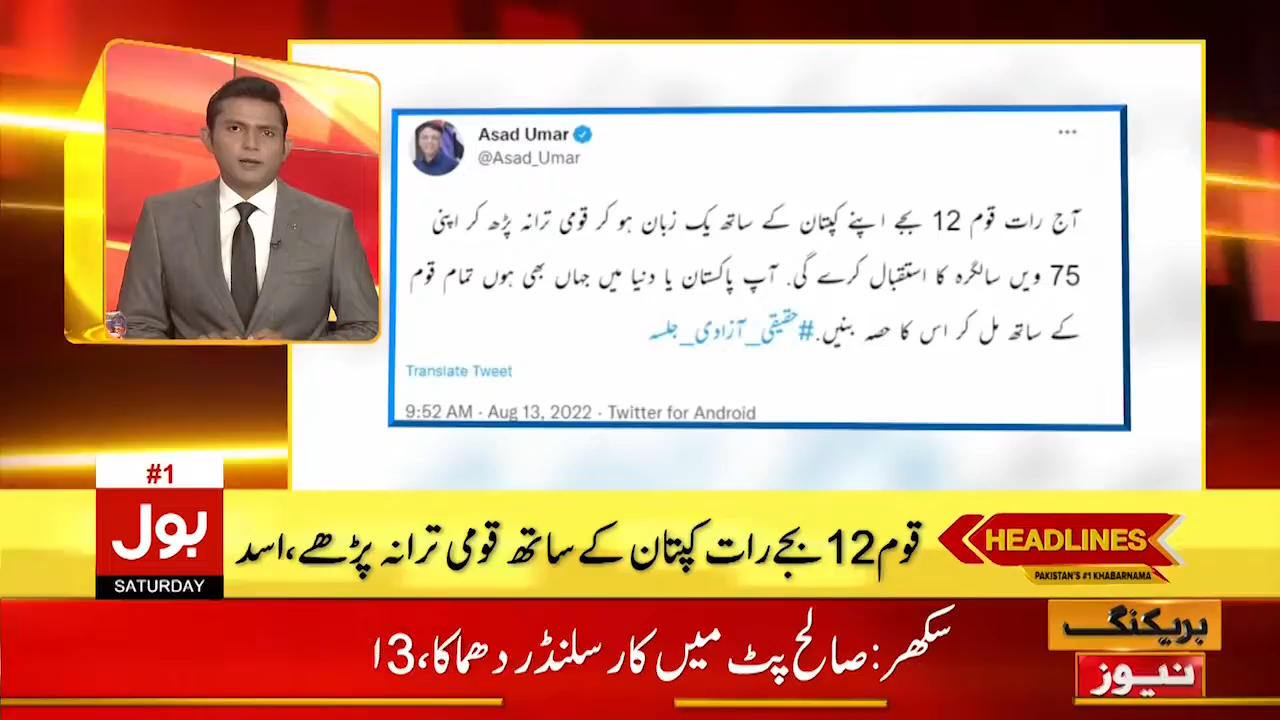 Asad Umar
@Asad_Umar
آج رات قوم 12 بجے اپنے کپتان کے ساتھ یک زبان ہو کر قومی ترانہ پڑھ کر اپنی
75 ویں سالگرہ کا استقبال کرے گی. آپ پاکستان یا دنیا میں جہاں بھی ہوں تمام قوم
کے ساتھ مل کر اس کا حصہ بنیں.#حقیقی_آزادی_جلسہ
Translate Tweet
9:52 AM · Aug 13, 2022 · Twitter for Android
#1
بول
SATURDAY
قوم 12 بجے رات کپتان کے ساتھ قومی ترانہ پڑھے، اسد
HEADLINES
PAKISTAN'S #1 KHABARNAMA
سکھر: صالح پٹ میں کار سلنڈر دھماکا، 3 ا
بریکنگ
نیوز